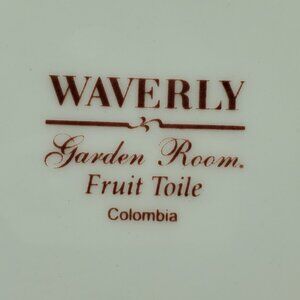 WAVERLY
Garden Room.
Fruit Toile
Colombia